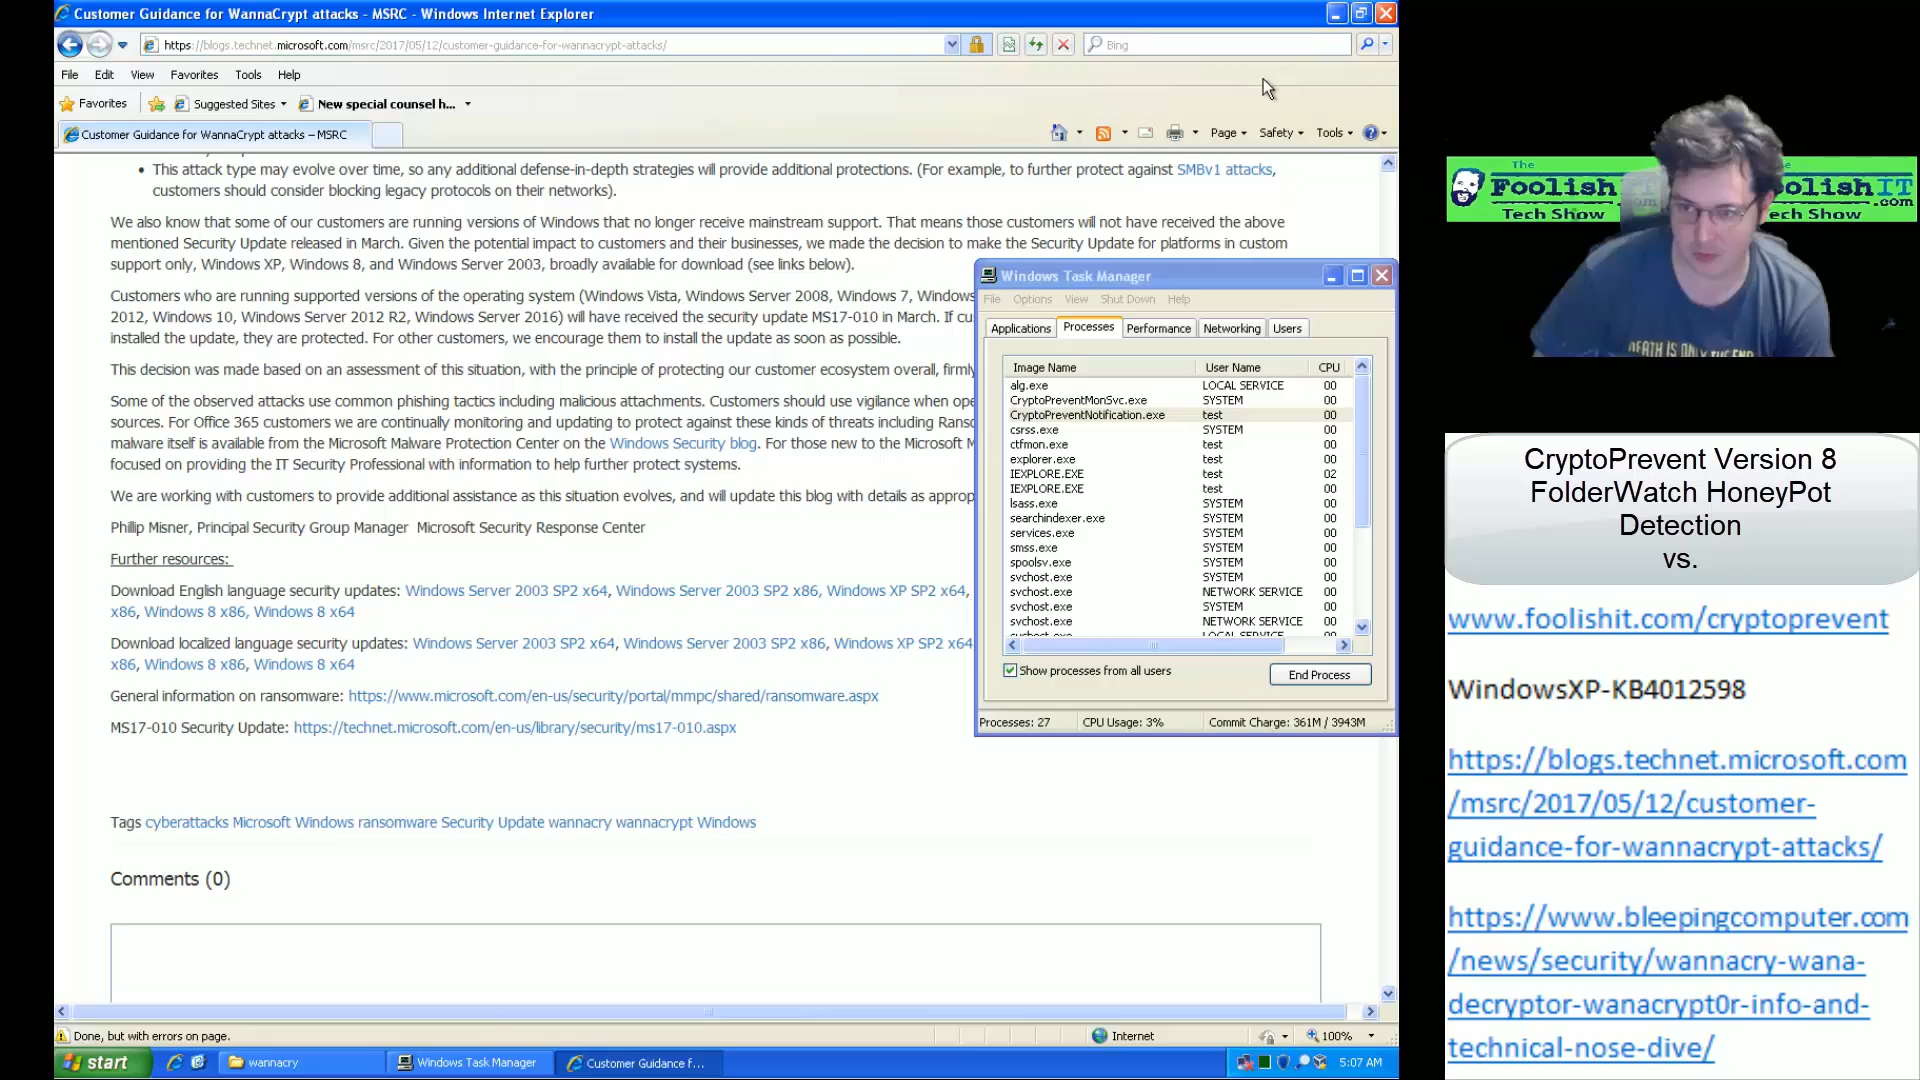 Customer Guidance for WannaCrypt attacks - MSRC - Windows Internet Explorer
https://blogs.technet.microsoft.com/msrc/2017/05/12/customer-guidance-for-wannacrypt-attacks/
Bing
File Edit View Favorites Tools Help
Favorites Suggested Sites New special counsel h...
Customer Guidance for WannaCrypt attacks – MSRC
Page Safety Tools
This attack type may evolve over time, so any additional defense-in-depth strategies will provide additional protections. (For example, to further protect against SMBv1 attacks,
customers should consider blocking legacy protocols on their networks).
We also know that some of our customers are running versions of Windows that no longer receive mainstream support. That means those customers will not have received the above
mentioned Security Update released in March. Given the potential impact to customers and their businesses, we made the decision to make the Security Update for platforms in custom
support only, Windows XP, Windows 8, and Windows Server 2003, broadly available for download (see links below).
Customers who are running supported versions of the operating system (Windows Vista, Windows Server 2008, Windows 7, Windows
2012, Windows 10, Windows Server 2012 R2, Windows Server 2016) will have received the security update MS17-010 in March. If cu
installed the update, they are protected. For other customers, we encourage them to install the update as soon as possible.
This decision was made based on an assessment of this situation, with the principle of protecting our customer ecosystem overall, firmly
Some of the observed attacks use common phishing tactics including malicious attachments. Customers should use vigilance when ope
sources. For Office 365 customers we are continually monitoring and updating to protect against these kinds of threats including Ranso
malware itself is available from the Microsoft Malware Protection Center on the Windows Security blog. For those new to the Microsoft M
focused on providing the IT Security Professional with information to help further protect systems.
We are working with customers to provide additional assistance as this situation evolves, and will update this blog with details as approp
Phillip Misner, Principal Security Group Manager Microsoft Security Response Center
Further resources:
Download English language security updates: Windows Server 2003 SP2 x64, Windows Server 2003 SP2 x86, Windows XP SP2 x64,
x86, Windows 8 x86, Windows 8 x64
Download localized language security updates: Windows Server 2003 SP2 x64, Windows Server 2003 SP2 x86, Windows XP SP2 x64
x86, Windows 8 x86, Windows 8 x64
General information on ransomware: https://www.microsoft.com/en-us/security/portal/mmpc/shared/ransomware.aspx
MS17-010 Security Update: https://technet.microsoft.com/en-us/library/security/ms17-010.aspx
Tags cyberattacks Microsoft Windows ransomware Security Update wannacry wannacrypt Windows
Comments (0)
Windows Task Manager
File Options View Shut Down Help
Applications Processes Performance Networking Users
Image Name User Name CPU
alg.exe LOCAL SERVICE 00
CryptoPreventMonSvc.exe SYSTEM 00
CryptoPreventNotification.exe test 00
csrss.exe SYSTEM 00
ctfmon.exe test 00
explorer.exe test 00
IEXPLORE.EXE test 02
IEXPLORE.EXE test 00
lsass.exe SYSTEM 00
searchindexer.exe SYSTEM 00
services.exe SYSTEM 00
smss.exe SYSTEM 00
spoolsv.exe SYSTEM 00
svchost.exe SYSTEM 00
svchost.exe NETWORK SERVICE 00
svchost.exe SYSTEM 00
svchost.exe NETWORK SERVICE 00
svchost.exe LOCAL SERVICE 00
Show processes from all users End Process
Processes: 27 CPU Usage: 3% Commit Charge: 361M / 3943M
Done, but with errors on page. Internet 100%
start wannacry Windows Task Manager Customer Guidance f... 5:07 AM
The
FoolishIT
.com
Tech Show
oolishIT
.com
ech Show
DEATH IS ONLY THE END
CryptoPrevent Version 8
FolderWatch HoneyPot
Detection
vs.
www.foolishit.com/cryptoprevent
WindowsXP-KB4012598
https://blogs.technet.microsoft.com
/msrc/2017/05/12/customer-
guidance-for-wannacrypt-attacks/
https://www.bleepingcomputer.com
/news/security/wannacry-wana-
decryptor-wanacrypt0r-info-and-
technical-nose-dive/